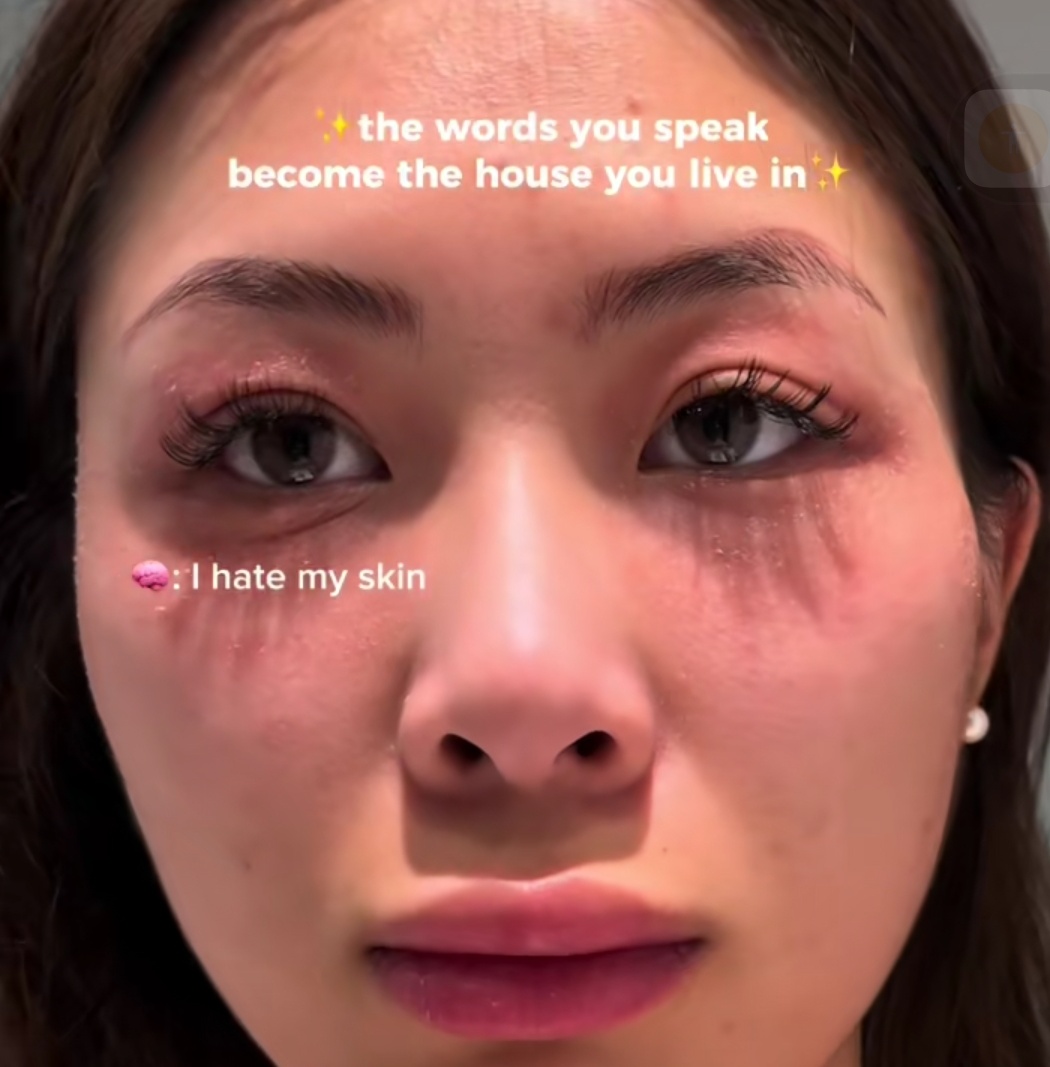 ✨the words you speak
become the house you live in✨
🧠: I hate my skin